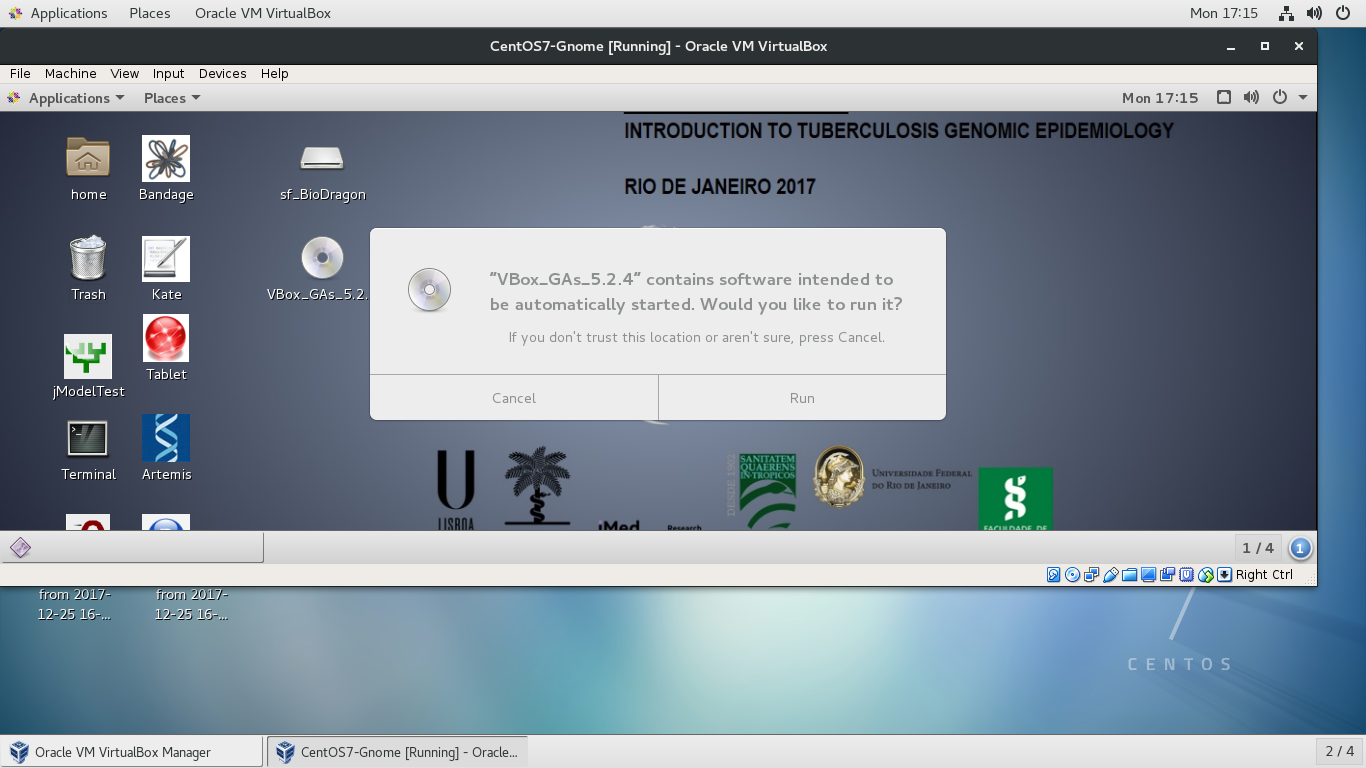 Applications Places Oracle VM VirtualBox Mon 17:15
CentOS7-Gnome [Running] - Oracle VM VirtualBox
File Machine View Input Devices Help
Applications Places Mon 17:15
INTRODUCTION TO TUBERCULOSIS GENOMIC EPIDEMIOLOGY
RIO DE JANEIRO 2017
home Bandage sf_BioDragon
Trash Kate VBox_GAs_5.2.
"VBox_GAs_5.2.4" contains software intended to
be automatically started. Would you like to run it?
If you don't trust this location or aren't sure, press Cancel.
Cancel Run
jModelTest Tablet
Terminal Artemis
U
LISBOA
iMed
Research
DESDE 1902
SANITATEM
QUAERENS
IN·TROPICOS
Universidade Federal
do Rio de Janeiro
FACULDADE DE
1 / 4 1
Right Ctrl
from 2017-
12-25 16-...
from 2017-
12-25 16-...
7
CENTOS
Oracle VM VirtualBox Manager CentOS7-Gnome [Running] - Oracle... 2 / 4